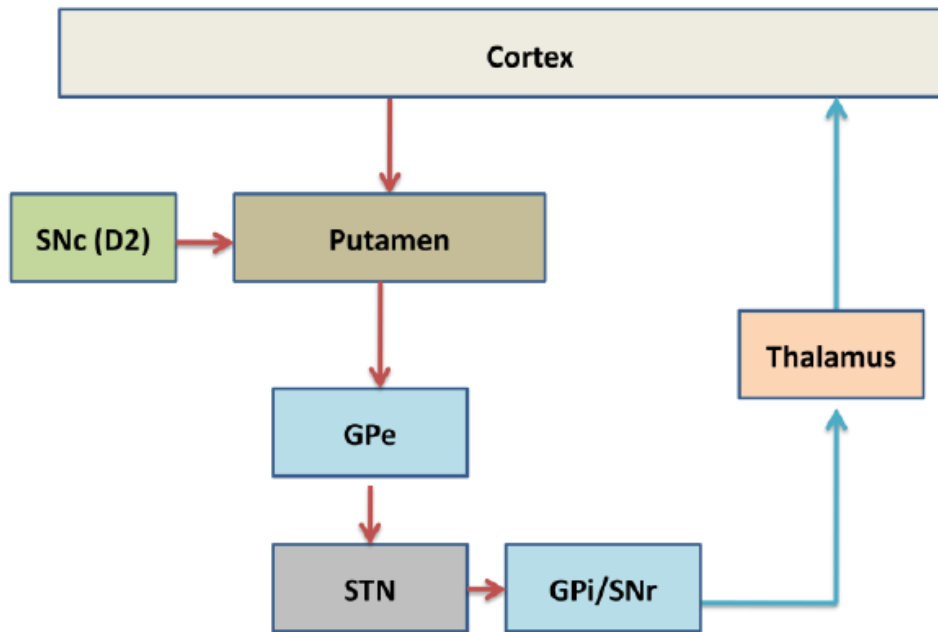 Cortex
SNc (D2)
Putamen
Thalamus
GPe
STN
GPi/SNr